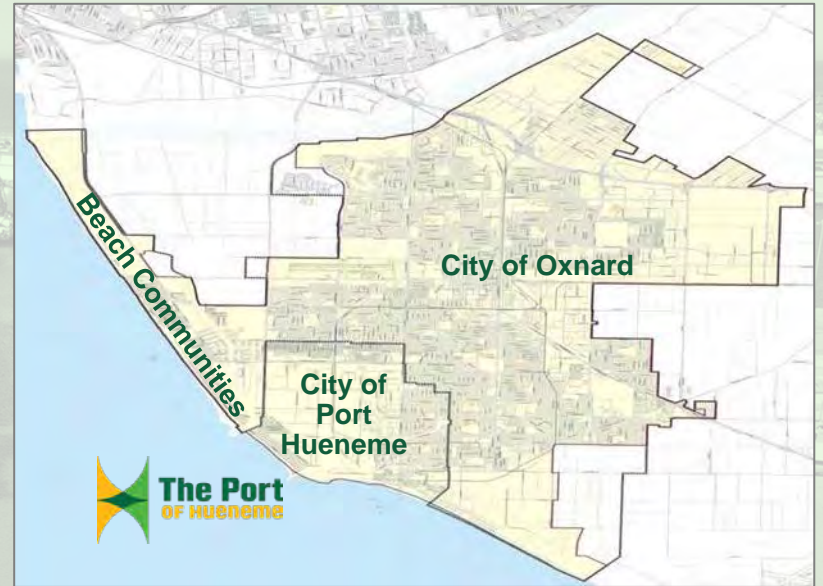 Beach Communities
City of Oxnard
City of
Port
Hueneme
The Port
OF HUENEME